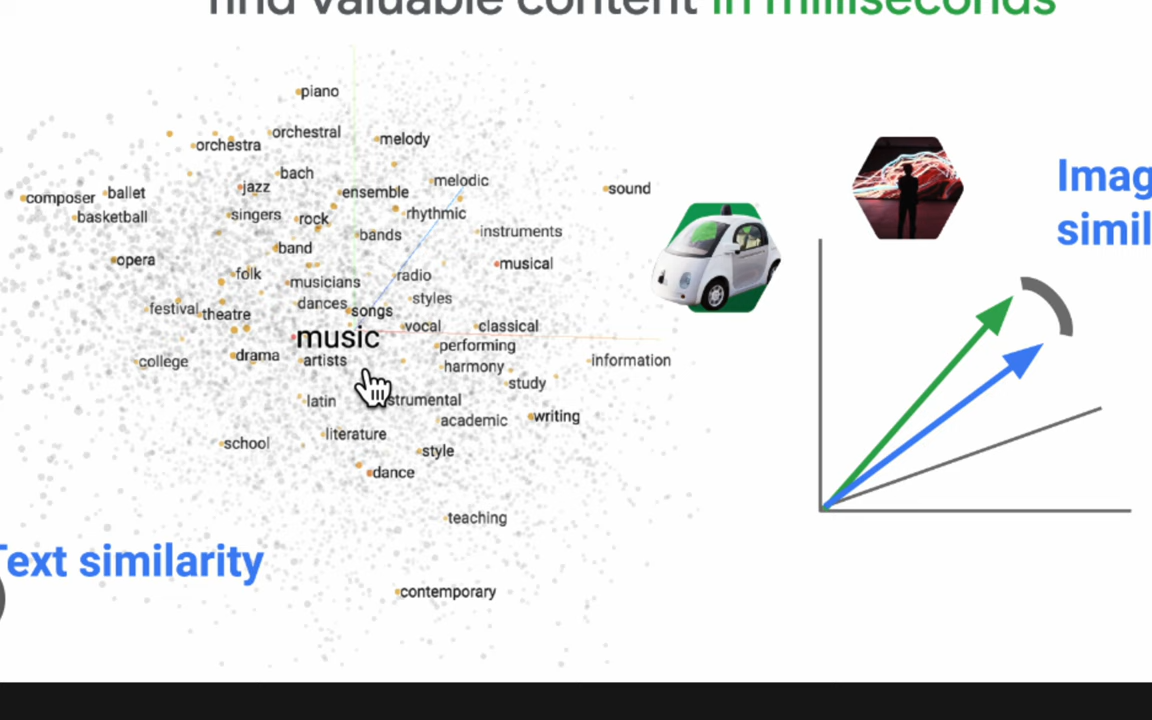 find valuable content in milliseconds
piano
orchestral
orchestra
melody
bach
jazz
ensemble
melodic
composer
ballet
sound
basketball
singers
rock
rhythmic
bands
instruments
band
opera
musical
folk
musicians
radio
dances
styles
festival
theatre
songs
vocal
classical
music
performing
drama
artists
college
harmony
information
study
latin
strumental
writing
academic
literature
school
style
dance
teaching
contemporary
Text similarity
Imag
simil